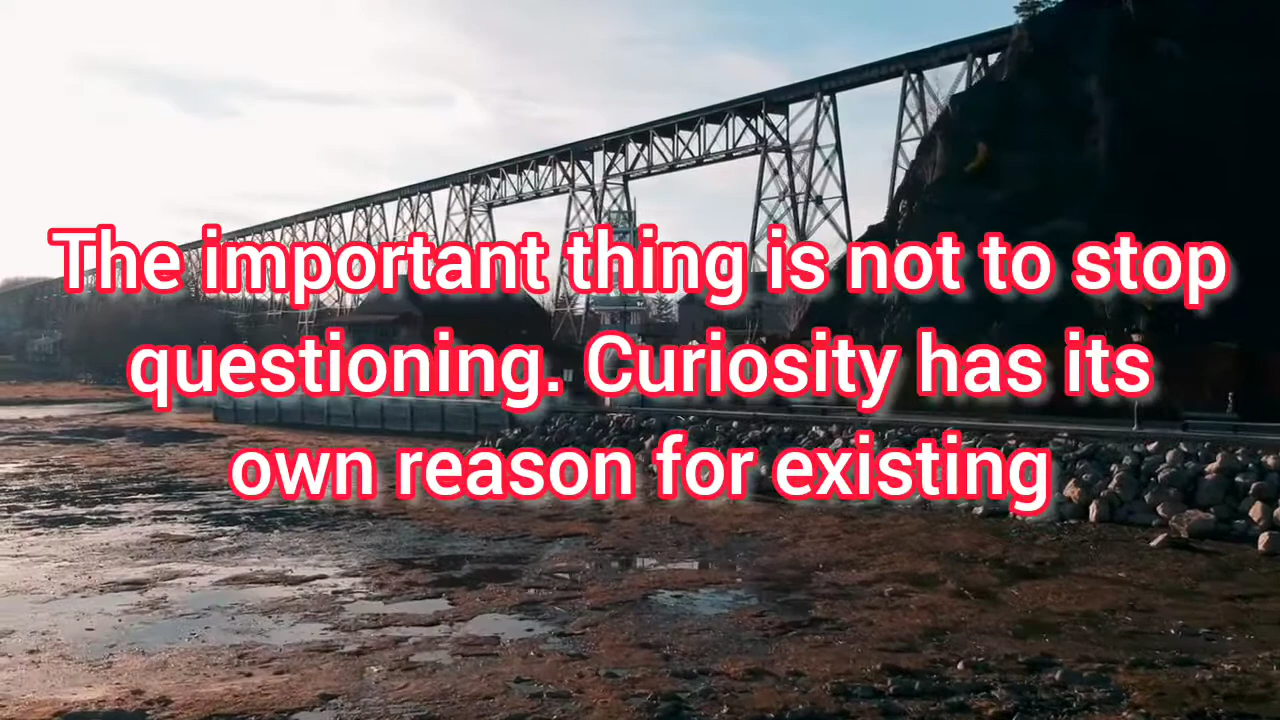 The important thing is not to stop
questioning. Curiosity has its
own reason for existing